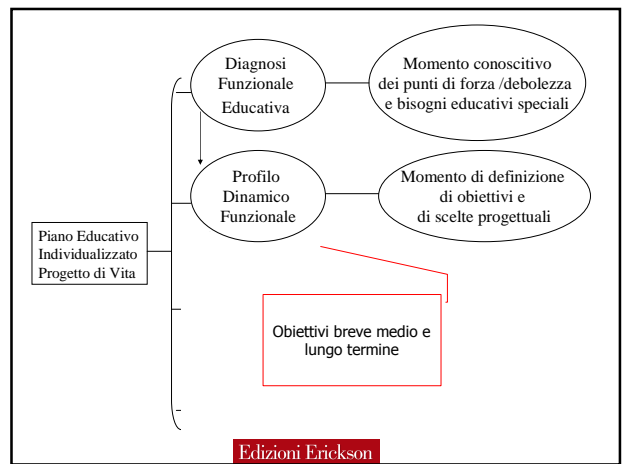 Diagnosi
Funzionale
Educativa
Momento conoscitivo
dei punti di forza /debolezza
e bisogni educativi speciali
Profilo
Dinamico
Funzionale
Momento di definizione
di obiettivi e
di scelte progettuali
Piano Educativo
Individualizzato
Progetto di Vita
Obiettivi breve medio e
lungo termine
Edizioni Erickson